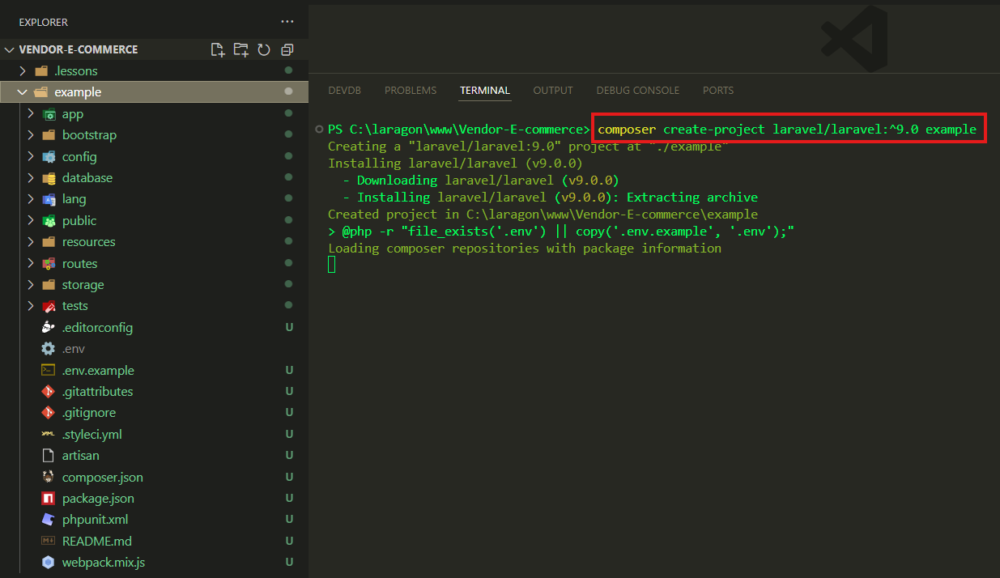 EXPLORER
VENDOR-E-COMMERCE
.lessons
example
app
bootstrap
config
database
lang
public
resources
routes
storage
tests
.editorconfig U
.env
.env.example U
.gitattributes U
.gitignore U
.styleci.yml U
artisan U
composer.json U
package.json U
phpunit.xml U
README.md U
webpack.mix.js U
DEVDB PROBLEMS TERMINAL OUTPUT DEBUG CONSOLE PORTS
PS C:\laragon\www\Vendor-E-commerce> composer create-project laravel/laravel:^9.0 example
Creating a "laravel/laravel:9.0" project at "./example"
Installing laravel/laravel (v9.0.0)
- Downloading laravel/laravel (v9.0.0)
- Installing laravel/laravel (v9.0.0): Extracting archive
Created project in C:\laragon\www\Vendor-E-commerce\example
> @php -r "file_exists('.env') || copy('.env.example', '.env');"
Loading composer repositories with package information